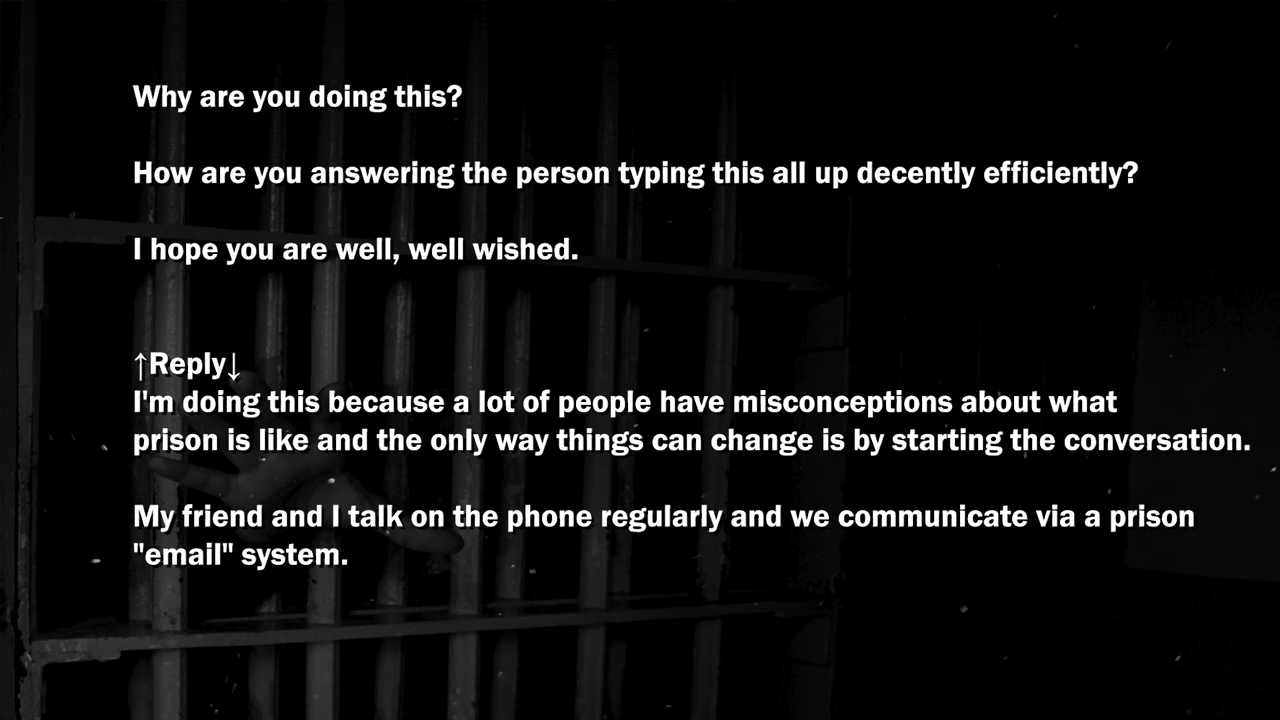 Why are you doing this?
How are you answering the person typing this all up decently efficiently?
I hope you are well, well wished.
↑Reply↓
I'm doing this because a lot of people have misconceptions about what
prison is like and the only way things can change is by starting the conversation.
My friend and I talk on the phone regularly and we communicate via a prison
"email" system.